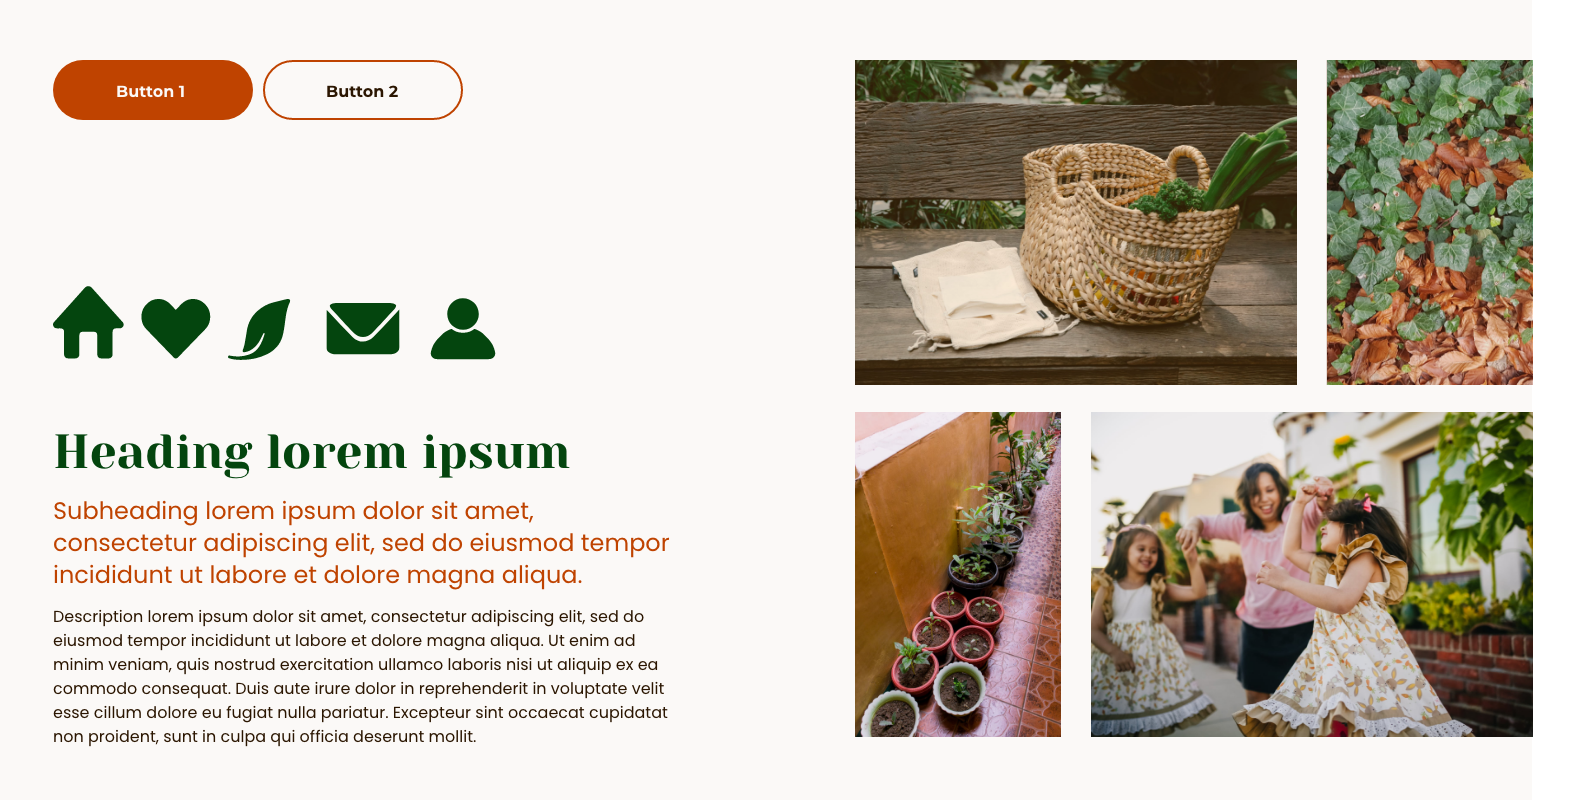 Button 1
Button 2
Heading lorem ipsum
Subheading lorem ipsum dolor sit amet,
consectetur adipiscing elit, sed do eiusmod tempor
incididunt ut labore et dolore magna aliqua.
Description lorem ipsum dolor sit amet, consectetur adipiscing elit, sed do
eiusmod tempor incididunt ut labore et dolore magna aliqua. Ut enim ad
minim veniam, quis nostrud exercitation ullamco laboris nisi ut aliquip ex ea
commodo consequat. Duis aute irure dolor in reprehenderit in voluptate velit
esse cillum dolore eu fugiat nulla pariatur. Excepteur sint occaecat cupidatat
non proident, sunt in culpa qui officia deserunt mollit.